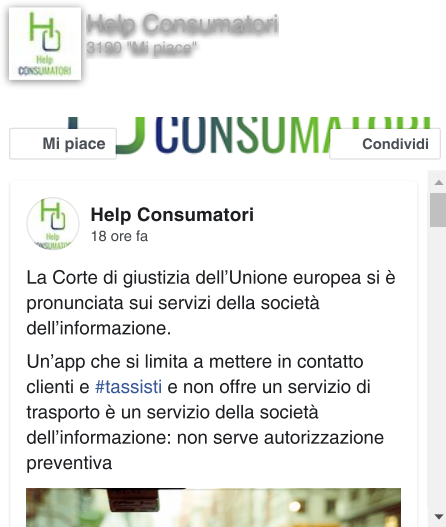 Help
CONSUMATORI
Help Consumatori
3190 "Mi piace"
CONSUMATORI
Mi piace
Condividi
Help
CONSUMATORI
Help Consumatori
18 ore fa
La Corte di giustizia dell'Unione europea si è
pronunciata sui servizi della società
dell'informazione.
Un'app che si limita a mettere in contatto
clienti e #tassisti e non offre un servizio di
trasporto è un servizio della società
dell'informazione: non serve autorizzazione
preventiva